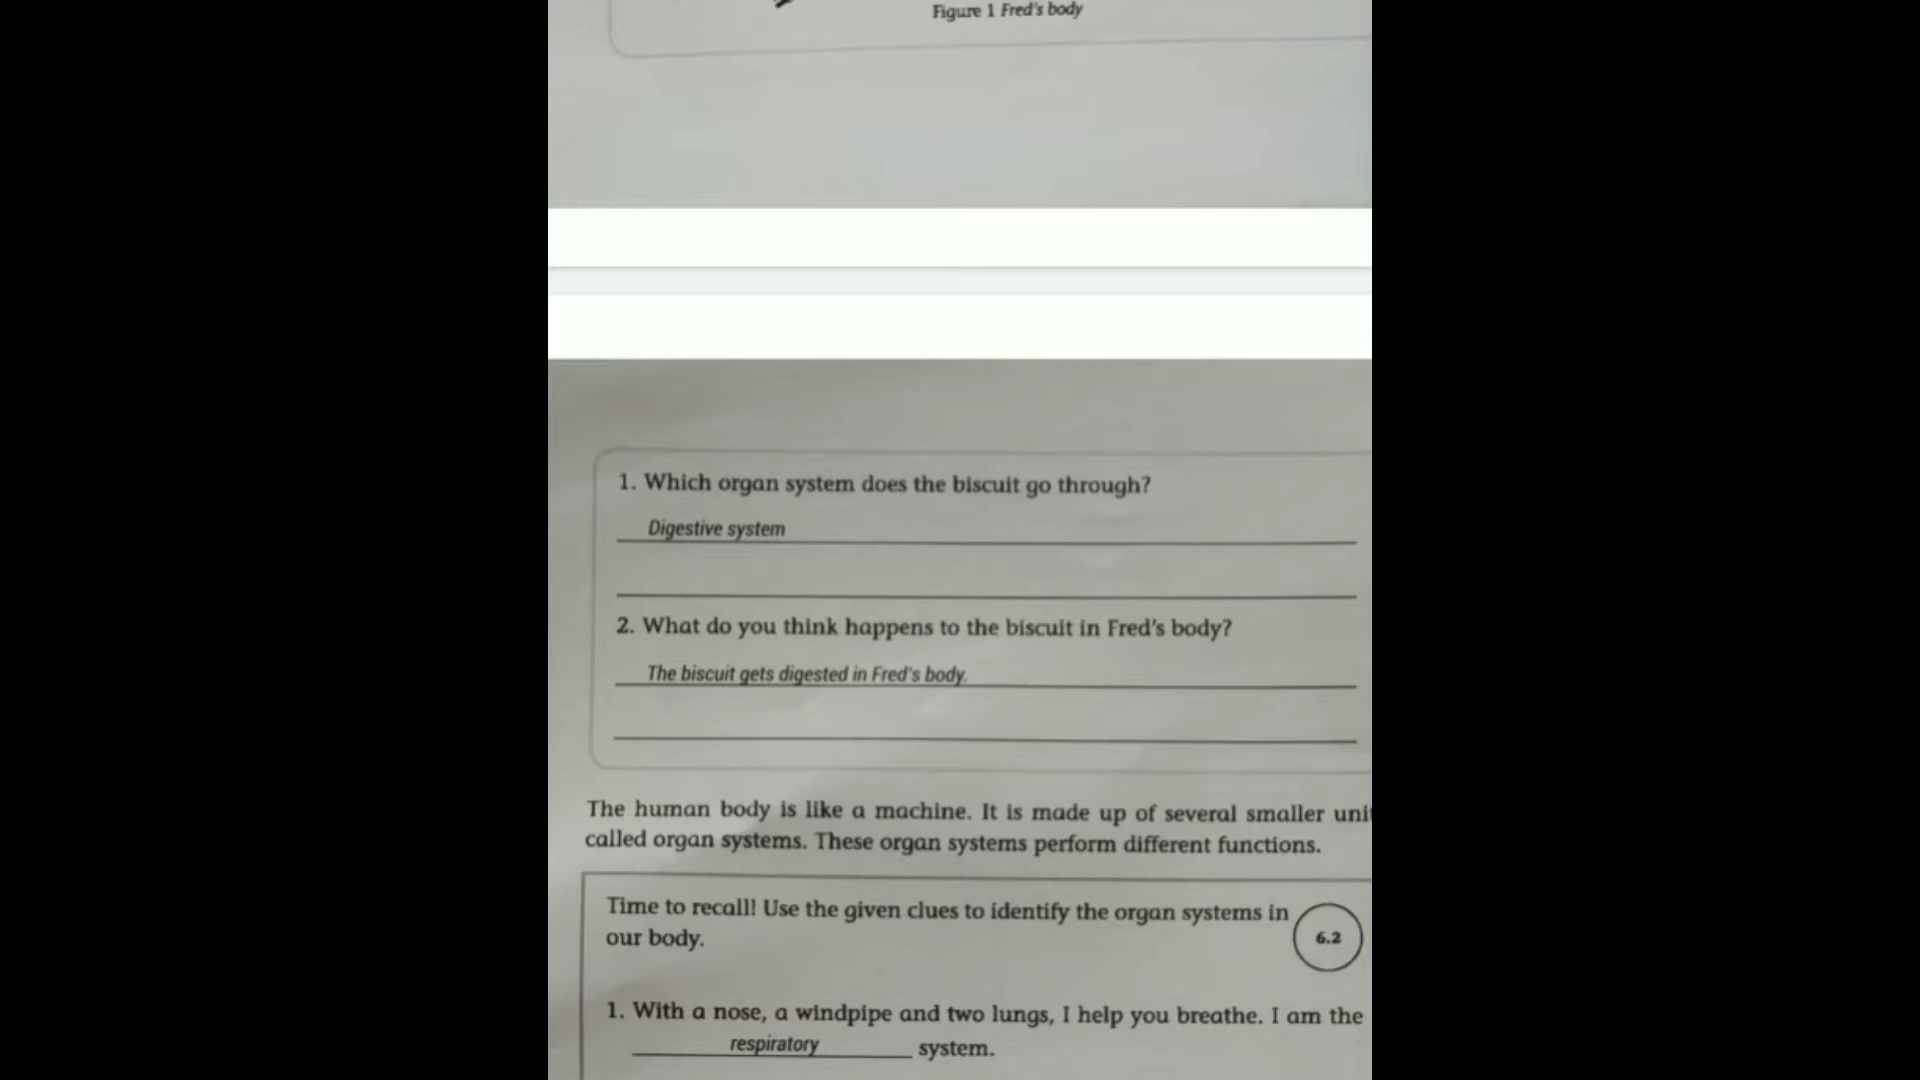 Figure 1 Fred's body
1. Which organ system does the biscuit go through?
Digestive system
2. What do you think happens to the biscuit in Fred's body?
The biscuit gets digested in Fred's body.
The human body is like a machine. It is made up of several smaller unit
called organ systems. These organ systems perform different functions.
Time to recall! Use the given clues to identify the organ systems in
our body.
6.2
1. With a nose, a windpipe and two lungs, I help you breathe. I am the
respiratory system.